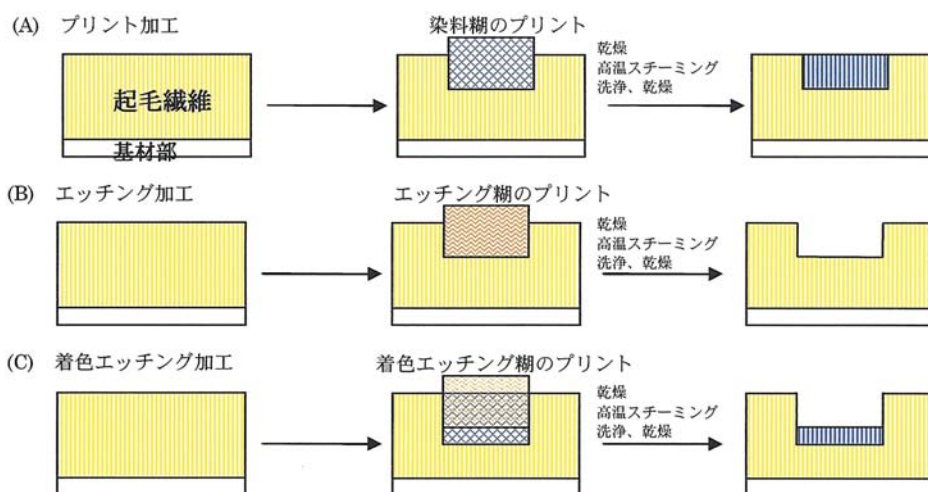 (A) プリント加工
染料糊のプリント
乾燥
高温スチーミング
洗浄、乾燥
起毛繊維
基材部
(B) エッチング加工
エッチング糊のプリント
乾燥
高温スチーミング
洗浄、乾燥
(C) 着色エッチング加工
着色エッチング糊のプリント
乾燥
高温スチーミング
洗浄、乾燥